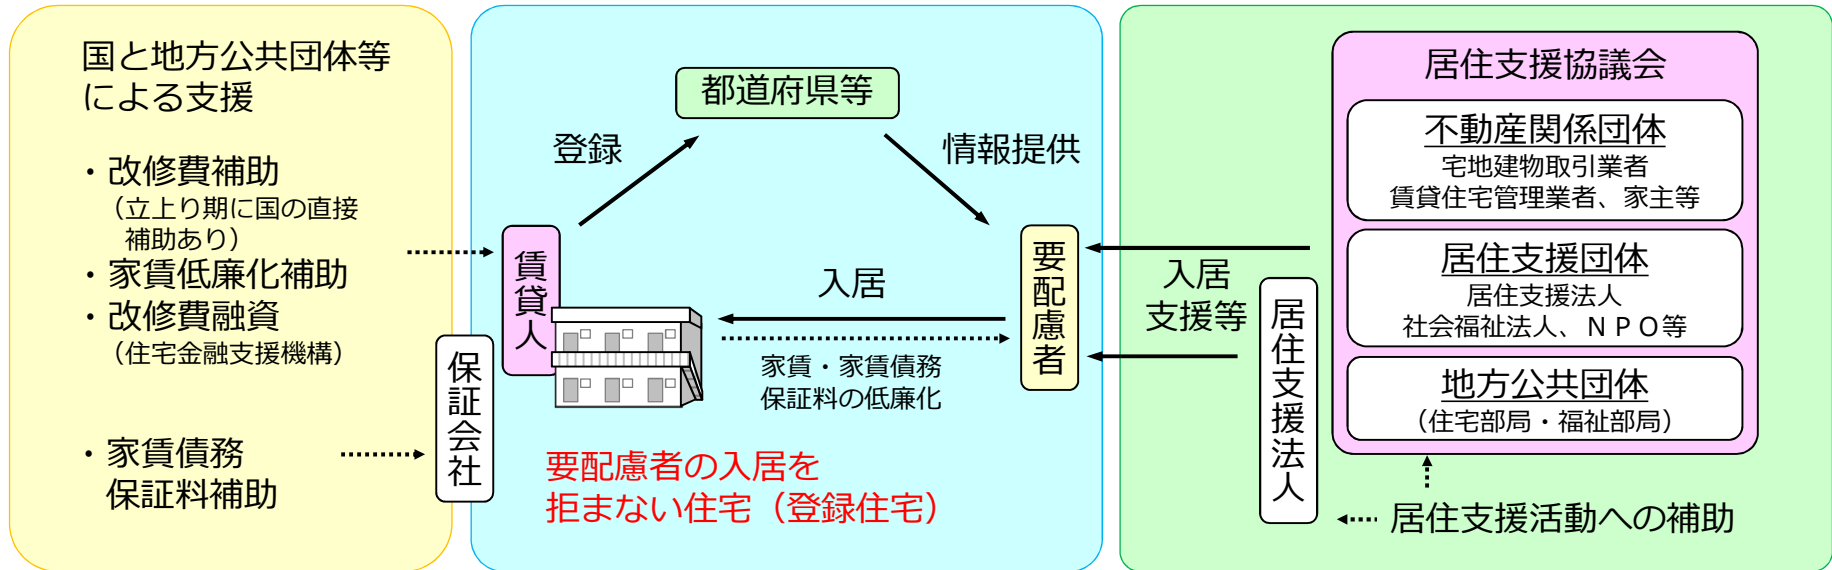 国と地方公共団体等
による支援
・改修費補助
（立上り期に国の直接
補助あり）
・家賃低廉化補助
・改修費融資
（住宅金融支援機構）
・家賃債務
保証料補助
保証会社
都道府県等
登録
情報提供
賃貸人
入居
家賃・家賃債務
保証料の低廉化
要配慮者
要配慮者の入居を
拒まない住宅（登録住宅）
入居
支援等
居住支援法人
居住支援協議会
不動産関係団体
宅地建物取引業者
賃貸住宅管理業者、家主等
居住支援団体
居住支援法人
社会福祉法人、ＮＰＯ等
地方公共団体
（住宅部局・福祉部局）
居住支援活動への補助